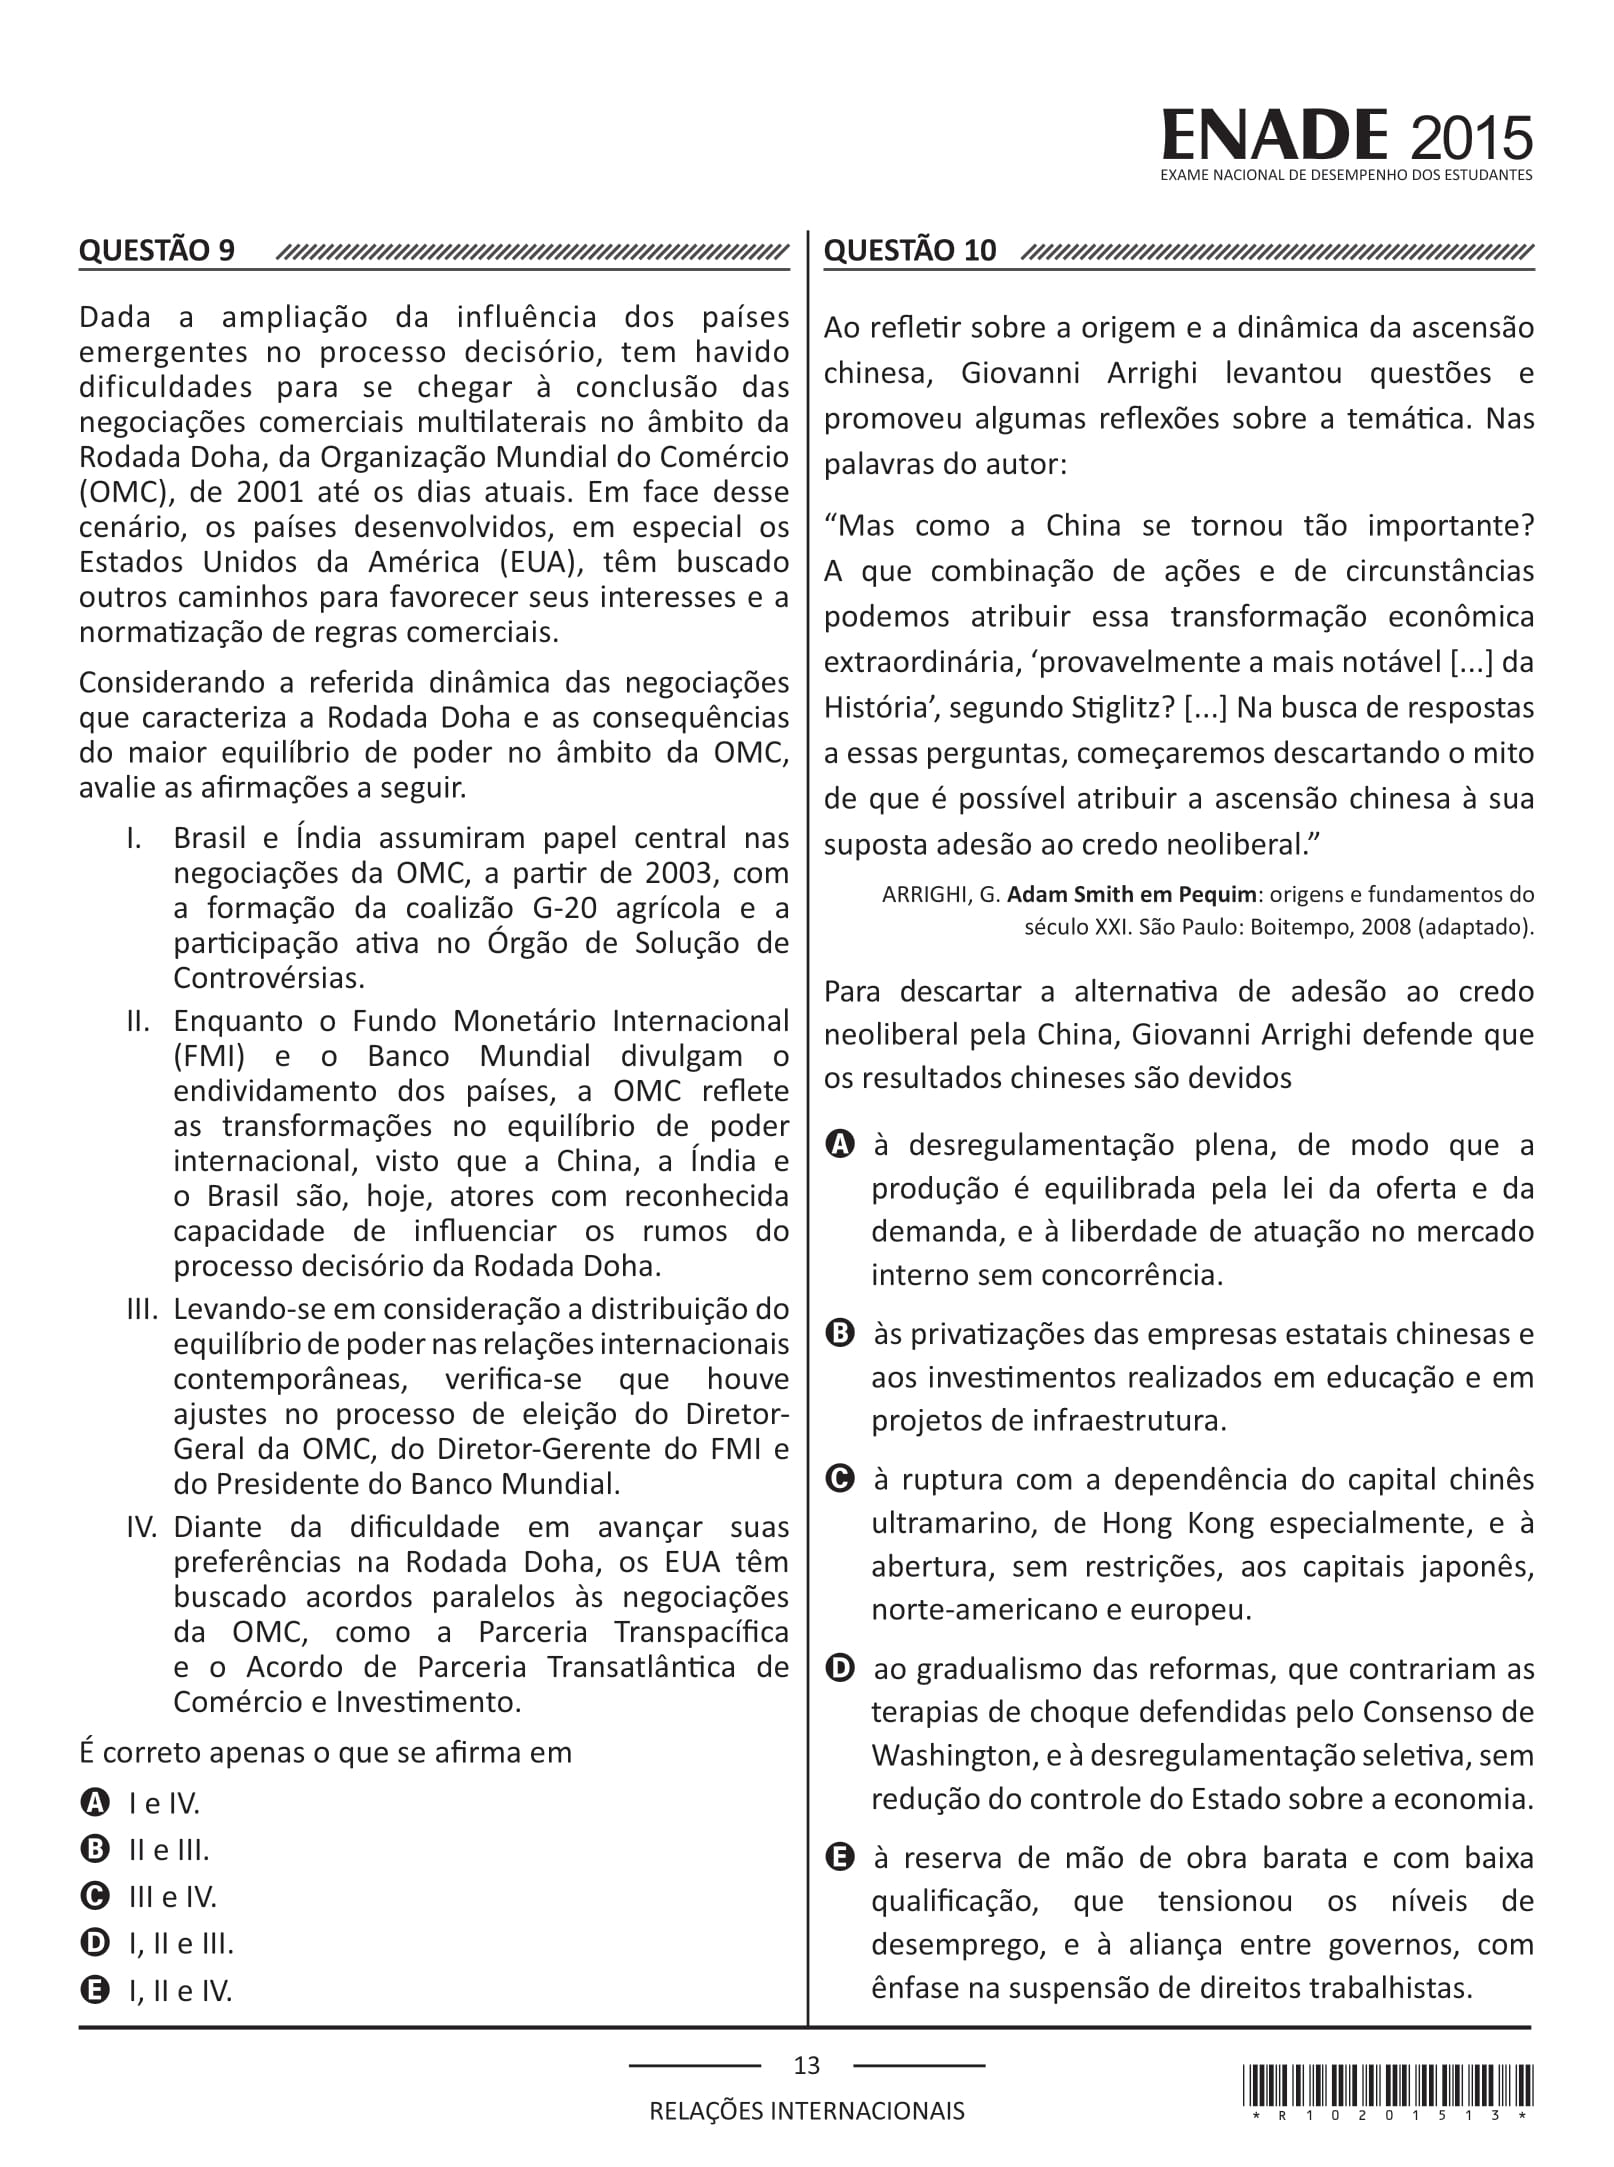 ENADE 2015
EXAME NACIONAL DE DESEMPENHO DOS ESTUDANTES
QUESTÃO 9
Dada a ampliação da influência dos países
emergentes no processo decisório, tem havido
dificuldades para se chegar à conclusão das
negociações comerciais multilaterais no âmbito da
Rodada Doha, da Organização Mundial do Comércio
(OMC), de 2001 até os dias atuais. Em face desse
cenário, os países desenvolvidos, em especial os
Estados Unidos da América (EUA), têm buscado
outros caminhos para favorecer seus interesses e a
normatização de regras comerciais.
Considerando a referida dinâmica das negociações
que caracteriza a Rodada Doha e as consequências
do maior equilíbrio de poder no âmbito da OMC,
avalie as afirmações a seguir.
I. Brasil e Índia assumiram papel central nas
negociações da OMC, a partir de 2003, com
a formação da coalizão G-20 agrícola e a
participação ativa no Órgão de Solução de
Controvérsias.
II. Enquanto o Fundo Monetário Internacional
(FMI) e o Banco Mundial divulgam o
endividamento dos países, a OMC reflete
as transformações no equilíbrio de poder
internacional, visto que a China, a Índia e
o Brasil são, hoje, atores com reconhecida
capacidade de influenciar os rumos do
processo decisório da Rodada Doha.
III. Levando-se em consideração a distribuição do
equilíbrio de poder nas relações internacionais
contemporâneas, verifica-se que houve
ajustes no processo de eleição do Diretor-
Geral da OMC, do Diretor-Gerente do FMI e
do Presidente do Banco Mundial.
IV. Diante da dificuldade em avançar suas
preferências na Rodada Doha, os EUA têm
buscado acordos paralelos às negociações
da OMC, como a Parceria Transpacífica
e o Acordo de Parceria Transatlântica de
Comércio e Investimento.
É correto apenas o que se afirma em
A I e IV.
B II e III.
C III e IV.
D I, II e III.
E I, II e IV.
QUESTÃO 10
Ao refletir sobre a origem e a dinâmica da ascensão
chinesa, Giovanni Arrighi levantou questões e
promoveu algumas reflexões sobre a temática. Nas
palavras do autor:
“Mas como a China se tornou tão importante?
A que combinação de ações e de circunstâncias
podemos atribuir essa transformação econômica
extraordinária, ‘provavelmente a mais notável [...] da
História’, segundo Stiglitz? [...] Na busca de respostas
a essas perguntas, começaremos descartando o mito
de que é possível atribuir a ascensão chinesa à sua
suposta adesão ao credo neoliberal.”
ARRIGHI, G. Adam Smith em Pequim: origens e fundamentos do
século XXI. São Paulo: Boitempo, 2008 (adaptado).
Para descartar a alternativa de adesão ao credo
neoliberal pela China, Giovanni Arrighi defende que
os resultados chineses são devidos
A à desregulamentação plena, de modo que a
produção é equilibrada pela lei da oferta e da
demanda, e à liberdade de atuação no mercado
interno sem concorrência.
B às privatizações das empresas estatais chinesas e
aos investimentos realizados em educação e em
projetos de infraestrutura.
C à ruptura com a dependência do capital chinês
ultramarino, de Hong Kong especialmente, e à
abertura, sem restrições, aos capitais japonês,
norte-americano e europeu.
D ao gradualismo das reformas, que contrariam as
terapias de choque defendidas pelo Consenso de
Washington, e à desregulamentação seletiva, sem
redução do controle do Estado sobre a economia.
E à reserva de mão de obra barata e com baixa
qualificação, que tensionou os níveis de
desemprego, e à aliança entre governos, com
ênfase na suspensão de direitos trabalhistas.
13
RELAÇÕES INTERNACIONAIS
* R 1 0 2 0 1 5 1 3 *